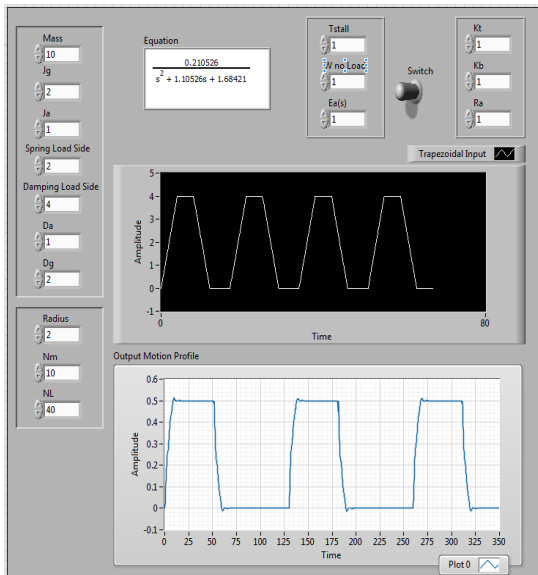 Mass
10
Jg
2
Ja
1
Spring Load Side
2
Damping Load Side
4
Da
1
Dg
2
Radius
2
Nm
10
NL
40
Equation
0.210526
s² + 1.10526s + 1.68421
Tstall
1
W no Load
1
Ea(s)
1
Switch
Kt
1
Kb
1
Ra
1
Trapezoidal Input
Amplitude
5
4
3
2
1
0
-1
0 80
Time
Output Motion Profile
Amplitude
0.6
0.5
0.4
0.3
0.2
0.1
0
-0.1
0 25 50 75 100 125 150 175 200 225 250 275 300 325 350
Time
Plot 0